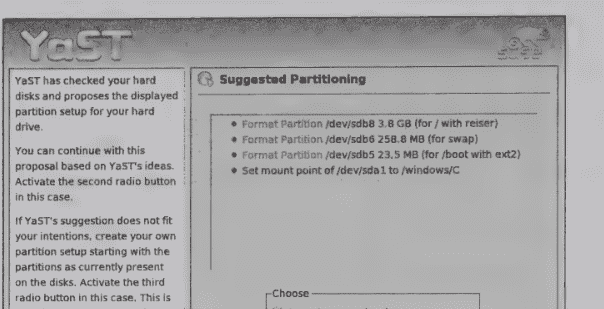 YaST
YaST has checked your hard
disks and proposes the displayed
partition setup for your hard
drive.
You can continue with this
proposal based on YaST's ideas.
Activate the second radio button
in this case.
If YaST's suggestion does not fit
your intentions, create your own
partition setup starting with the
partitions as currently present
on the disks. Activate the third
radio button in this case. This is
Suggested Partitioning
• Format Partition /dev/sdb8 3.8 GB (for / with reiser)
• Format Partition /dev/sdb6 258.8 MB (for swap)
• Format Partition /dev/sdb5 23.5 MB (for /boot with ext2)
• Set mount point of /dev/sda1 to /windows/C
Choose